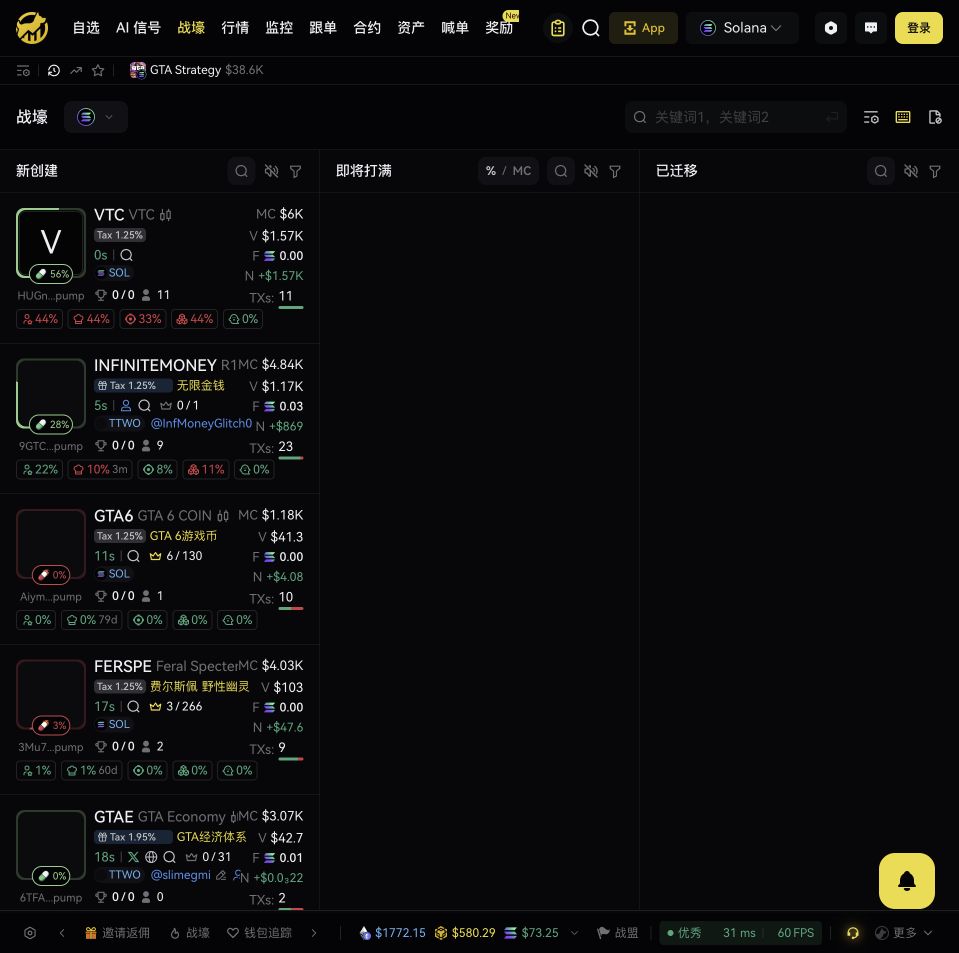 自选 AI 信号 战壕 行情 监控 跟单 合约 资产 喊单 奖励 New App Solana 登录
GTA Strategy $38.6K
战壕 关键词1，关键词2
新创建 即将打满 % / MC 已迁移
VTC VTC MC $6K
Tax 1.25% V $1.57K
0s F 0.00
SOL N +$1.57K
56%
HUGn...pump 0/0 11 TXs: 11
44% 44% 33% 44% 0%
INFINITEMONEY R1 MC $4.84K
Tax 1.25% 无限金钱 V $1.17K
5s 0/1 F 0.03
TTWO @InfMoneyGlitch0 N +$869
28%
9GTC...pump 0/0 9 TXs: 23
22% 10% 3m 8% 11% 0%
GTA6 GTA 6 COIN MC $1.18K
Tax 1.25% GTA 6游戏币 V $41.3
11s 6/130 F 0.00
SOL N +$4.08
0%
Aiym...pump 0/0 1 TXs: 10
0% 0% 79d 0% 0% 0%
FERSPE Feral Specter MC $4.03K
Tax 1.25% 费尔斯佩 野性幽灵 V $103
17s 3/266 F 0.00
SOL N +$47.6
3%
3Mu7...pump 0/0 2 TXs: 9
1% 1% 60d 0% 0% 0%
GTAE GTA Economy MC $3.07K
Tax 1.95% GTA经济体系 V $42.7
18s 0/31 F 0.01
TTWO @slimegmi N +$0.0₃22
0%
6TFA...pump 0/0 0 TXs: 2
邀请返佣 战壕 钱包追踪 $1772.15 $580.29 $73.25 战盟 优秀 31 ms 60 FPS 更多